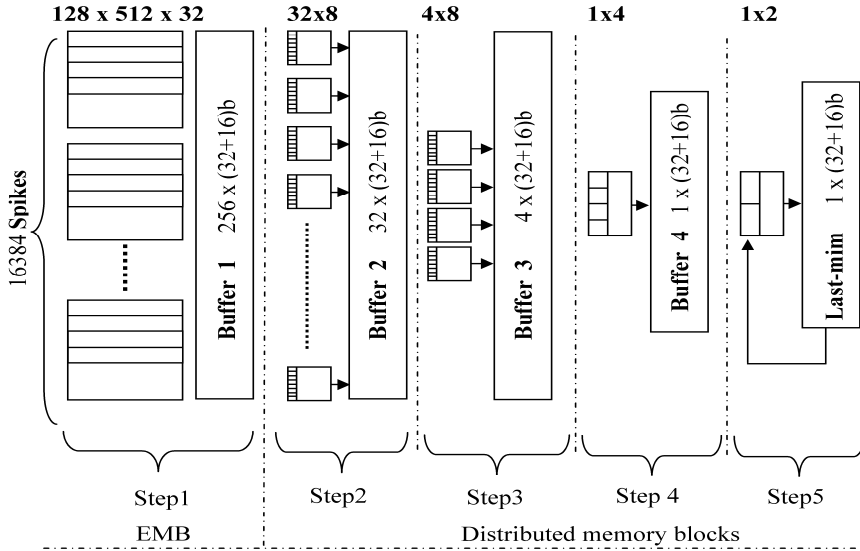 128 x 512 x 32
32x8
4x8
1x4
1x2
16384 Spikes
Buffer 1 256 x (32+16)b
Buffer 2 32 x (32+16)b
Buffer 3 4 x (32+16)b
Buffer 4 1 x (32+16)b
Last-mim 1 x (32+16)b
Step1
Step2
Step3
Step 4
Step5
EMB
Distributed memory blocks